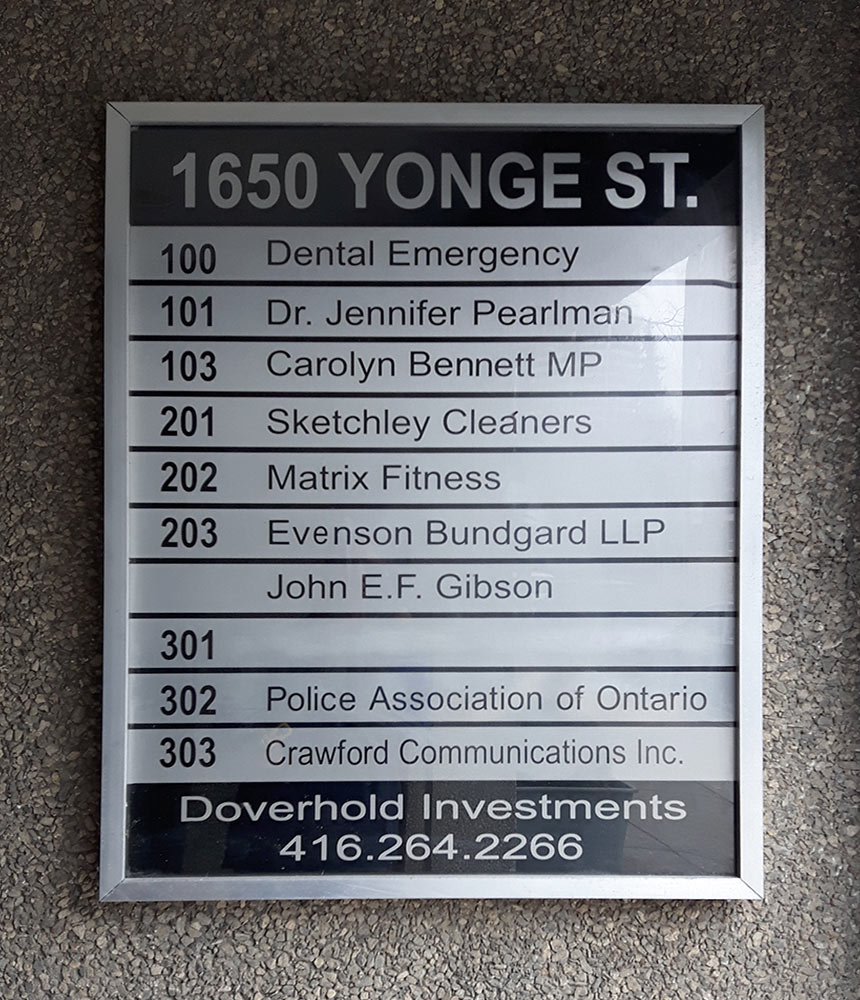 1650 YONGE ST.
100 Dental Emergency
101 Dr. Jennifer Pearlman
103 Carolyn Bennett MP
201 Sketchley Cleaners
202 Matrix Fitness
203 Evenson Bundgard LLP
John E.F. Gibson
301
302 Police Association of Ontario
303 Crawford Communications Inc.
Doverhold Investments
416.264.2266